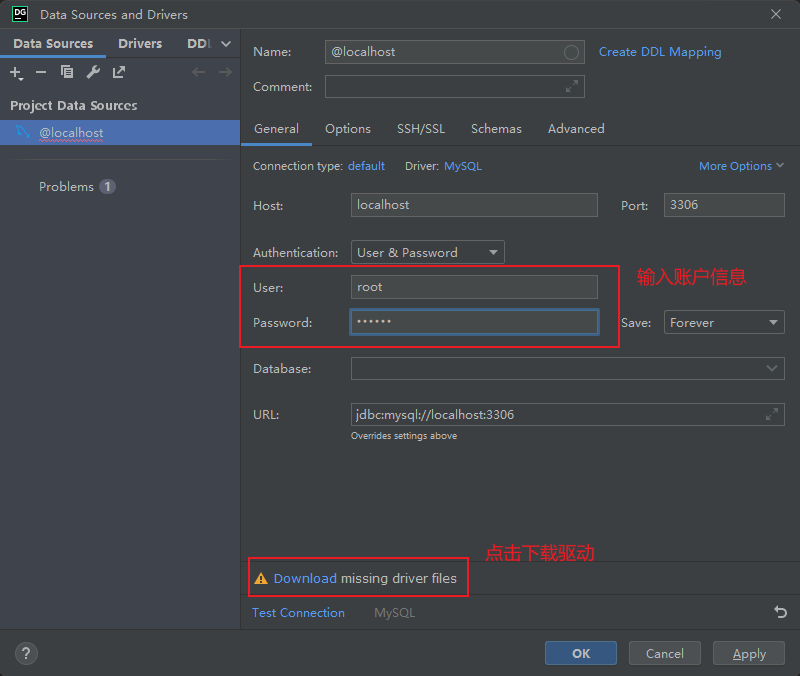 DG Data Sources and Drivers
Data Sources Drivers DDL
Project Data Sources
@localhost
Problems 1
Name: @localhost Create DDL Mapping
Comment:
General Options SSH/SSL Schemas Advanced
Connection type: default Driver: MySQL More Options
Host: localhost Port: 3306
Authentication: User & Password
输入账户信息
User: root
Password: •••••• Save: Forever
Database:
URL: jdbc:mysql://localhost:3306
Overrides settings above
点击下载驱动
Download missing driver files
Test Connection MySQL
? OK Cancel Apply